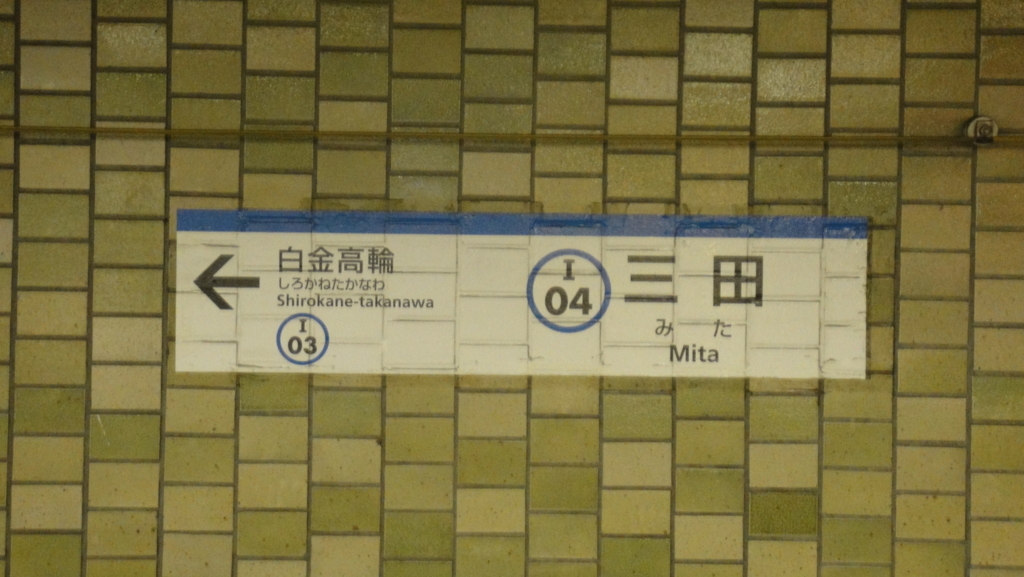 白金高輪
しろかねたかなわ
Shirokane-takanawa
I
03
I
04
三田
みた
Mita